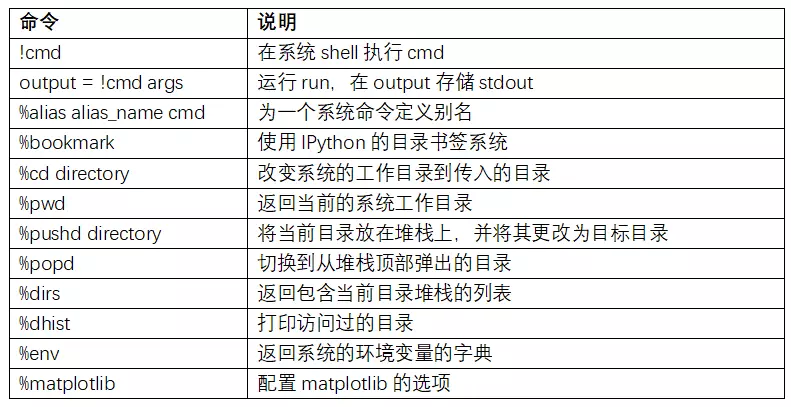 命令 说明
!cmd 在系统 shell 执行 cmd
output = !cmd args 运行 run，在 output 存储 stdout
%alias alias_name cmd 为一个系统命令定义别名
%bookmark 使用 IPython 的目录书签系统
%cd directory 改变系统的工作目录到传入的目录
%pwd 返回当前的系统工作目录
%pushd directory 将当前目录放在堆栈上，并将其更改为目标目录
%popd 切换到从堆栈顶部弹出的目录
%dirs 返回包含当前目录堆栈的列表
%dhist 打印访问过的目录
%env 返回系统的环境变量的字典
%matplotlib 配置 matplotlib 的选项